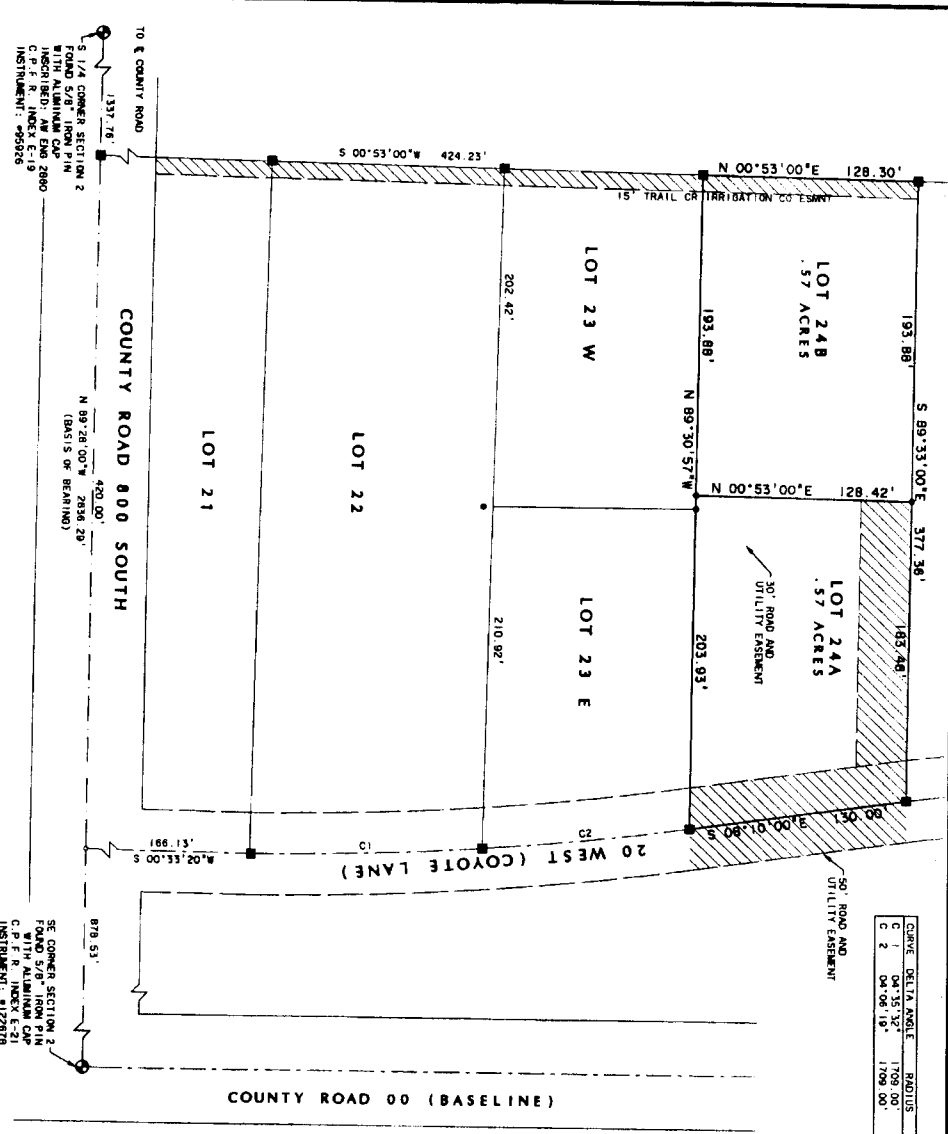 TO ℄ COUNTY ROAD
S 1/4 CORNER SECTION 2
FOUND 5/8" IRON PIN
WITH ALUMINUM CAP
INSCRIBED: AW ENG 2860
C.P.F.R. INDEX E-19
INSTRUMENT: #95926
1337.76'
S 00°53'00"W 424.23'
N 00°53'00"E 128.30'
15' TRAIL CR IRRIGATION CO ESMNT
LOT 24B
.57 ACRES
193.88'
193.88'
S 89°33'00"E 377.36'
LOT 23 W
202.42'
N 89°30'57"W
N 00°53'00"E 128.42'
LOT 24A
.57 ACRES
183.48'
30' ROAD AND
UTILITY EASEMENT
203.93'
LOT 23 E
210.92'
LOT 22
LOT 21
COUNTY ROAD 800 SOUTH
420.00'
N 89°28'00"W 2636.29'
(BASIS OF BEARING)
166.13'
S 00°33'20"W
C1
C2
S 08°10'00"E 130.00'
20 WEST (COYOTE LANE)
50' ROAD AND
UTILITY EASEMENT
CURVE DELTA ANGLE RADIUS
C 1 04°35'32" 1709.00'
C 2 04°06'19" 1709.00'
878.53'
SE CORNER SECTION 2
FOUND 5/8" IRON PIN
WITH ALUMINUM CAP
C.P.F.R. INDEX E-21
INSTRUMENT: #122878
COUNTY ROAD 00 (BASELINE)